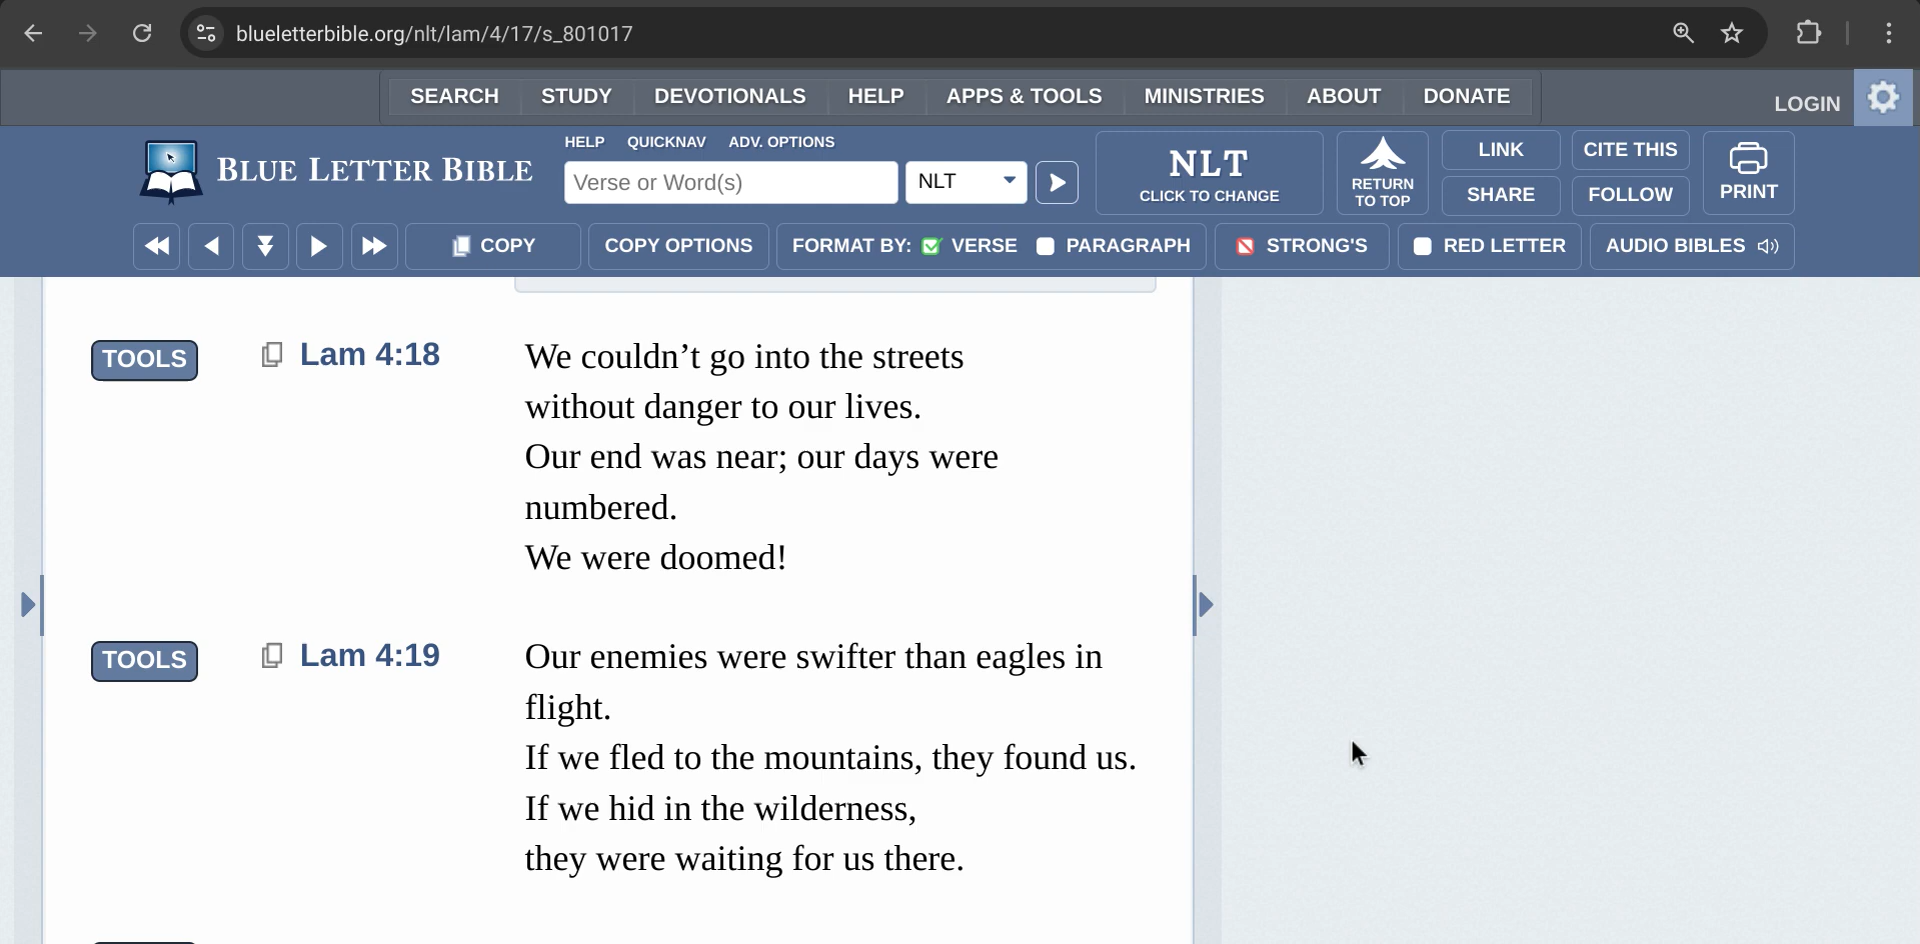 blueletterbible.org/nlt/lam/4/17/s_801017
SEARCH STUDY DEVOTIONALS HELP APPS & TOOLS MINISTRIES ABOUT DONATE LOGIN
HELP QUICKNAV ADV. OPTIONS
BLUE LETTER BIBLE
Verse or Word(s) NLT
NLT
CLICK TO CHANGE
RETURN
TO TOP
LINK CITE THIS
SHARE FOLLOW
PRINT
COPY COPY OPTIONS FORMAT BY: VERSE PARAGRAPH STRONG'S RED LETTER AUDIO BIBLES
TOOLS Lam 4:18 We couldn’t go into the streets
without danger to our lives.
Our end was near; our days were
numbered.
We were doomed!
TOOLS Lam 4:19 Our enemies were swifter than eagles in
flight.
If we fled to the mountains, they found us.
If we hid in the wilderness,
they were waiting for us there.